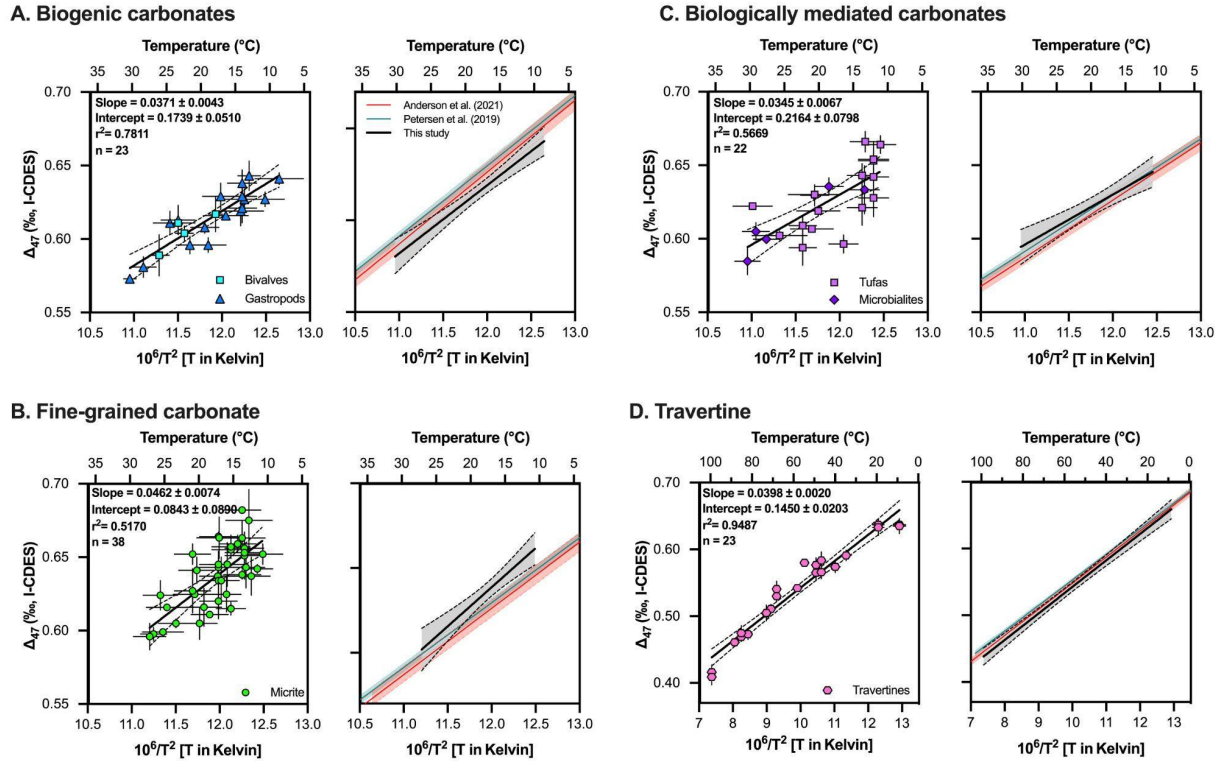 A. Biogenic carbonates
Temperature (°C)
35 30 25 20 15 10 5
0.70
0.65
0.60
0.55
Δ47 (‰, I-CDES)
Slope = 0.0371 ± 0.0043
Intercept = 0.1739 ± 0.0510
r²= 0.7811
n = 23
Bivalves
Gastropods
10.5 11.0 11.5 12.0 12.5 13.0
10⁶/T² [T in Kelvin]
Temperature (°C)
35 30 25 20 15 10 5
Anderson et al. (2021)
Petersen et al. (2019)
This study
10.5 11.0 11.5 12.0 12.5 13.0
10⁶/T² [T in Kelvin]
C. Biologically mediated carbonates
Temperature (°C)
35 30 25 20 15 10 5
0.70
0.65
0.60
0.55
Δ47 (‰, I-CDES)
Slope = 0.0345 ± 0.0067
Intercept = 0.2164 ± 0.0798
r²= 0.5669
n = 22
Tufas
Microbialites
10.5 11.0 11.5 12.0 12.5 13.0
10⁶/T² [T in Kelvin]
Temperature (°C)
35 30 25 20 15 10 5
10.5 11.0 11.5 12.0 12.5 13.0
10⁶/T² [T in Kelvin]
B. Fine-grained carbonate
Temperature (°C)
35 30 25 20 15 10 5
0.70
0.65
0.60
0.55
Δ47 (‰, I-CDES)
Slope = 0.0462 ± 0.0074
Intercept = 0.0843 ± 0.0890
r²= 0.5170
n = 38
Micrite
10.5 11.0 11.5 12.0 12.5 13.0
10⁶/T² [T in Kelvin]
Temperature (°C)
35 30 25 20 15 10 5
10.5 11.0 11.5 12.0 12.5 13.0
10⁶/T² [T in Kelvin]
D. Travertine
Temperature (°C)
100 80 60 40 20 0
0.70
0.60
0.50
0.40
Δ47 (‰, I-CDES)
Slope = 0.0398 ± 0.0020
Intercept = 0.1450 ± 0.0203
r²= 0.9487
n = 23
Travertines
7 8 9 10 11 12 13
10⁶/T² [T in Kelvin]
Temperature (°C)
100 80 60 40 20 0
7 8 9 10 10 12 13
10⁶/T² [T in Kelvin]